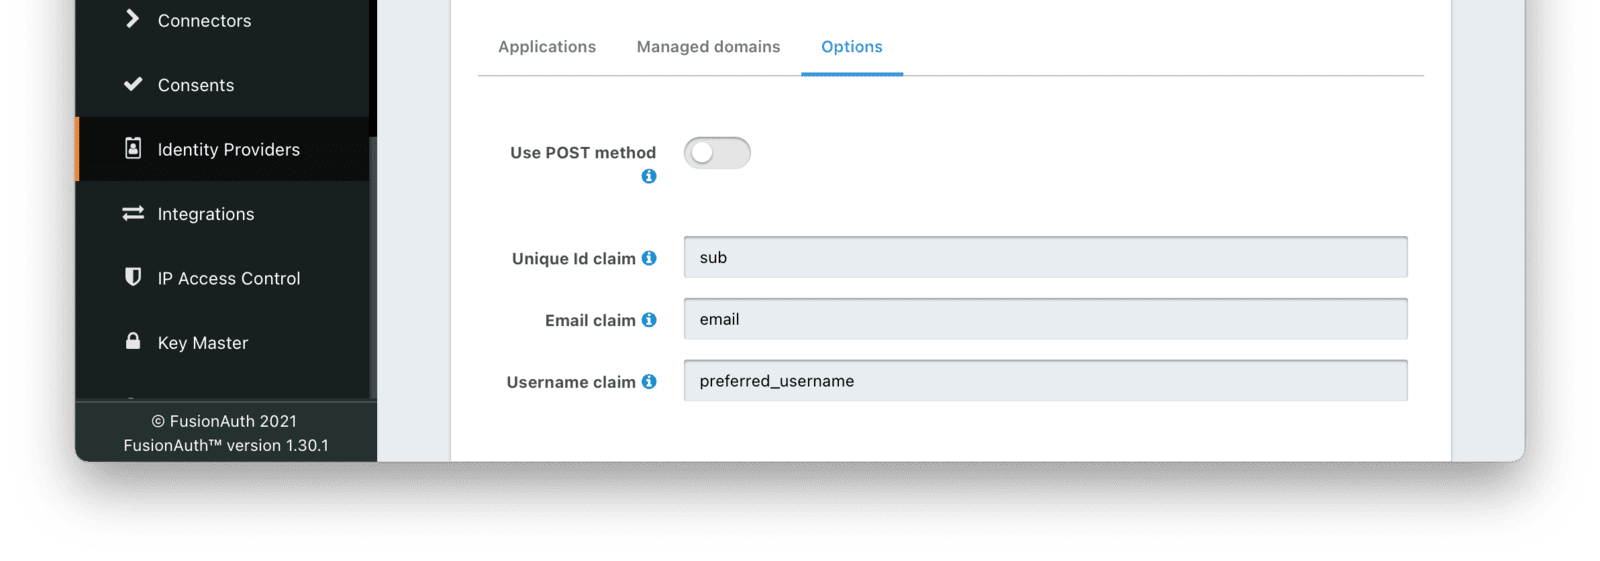 Connectors
Consents
Identity Providers
Integrations
IP Access Control
Key Master
© FusionAuth 2021
FusionAuth™ version 1.30.1
Applications
Managed domains
Options
Use POST method
Unique Id claim
sub
Email claim
email
Username claim
preferred_username